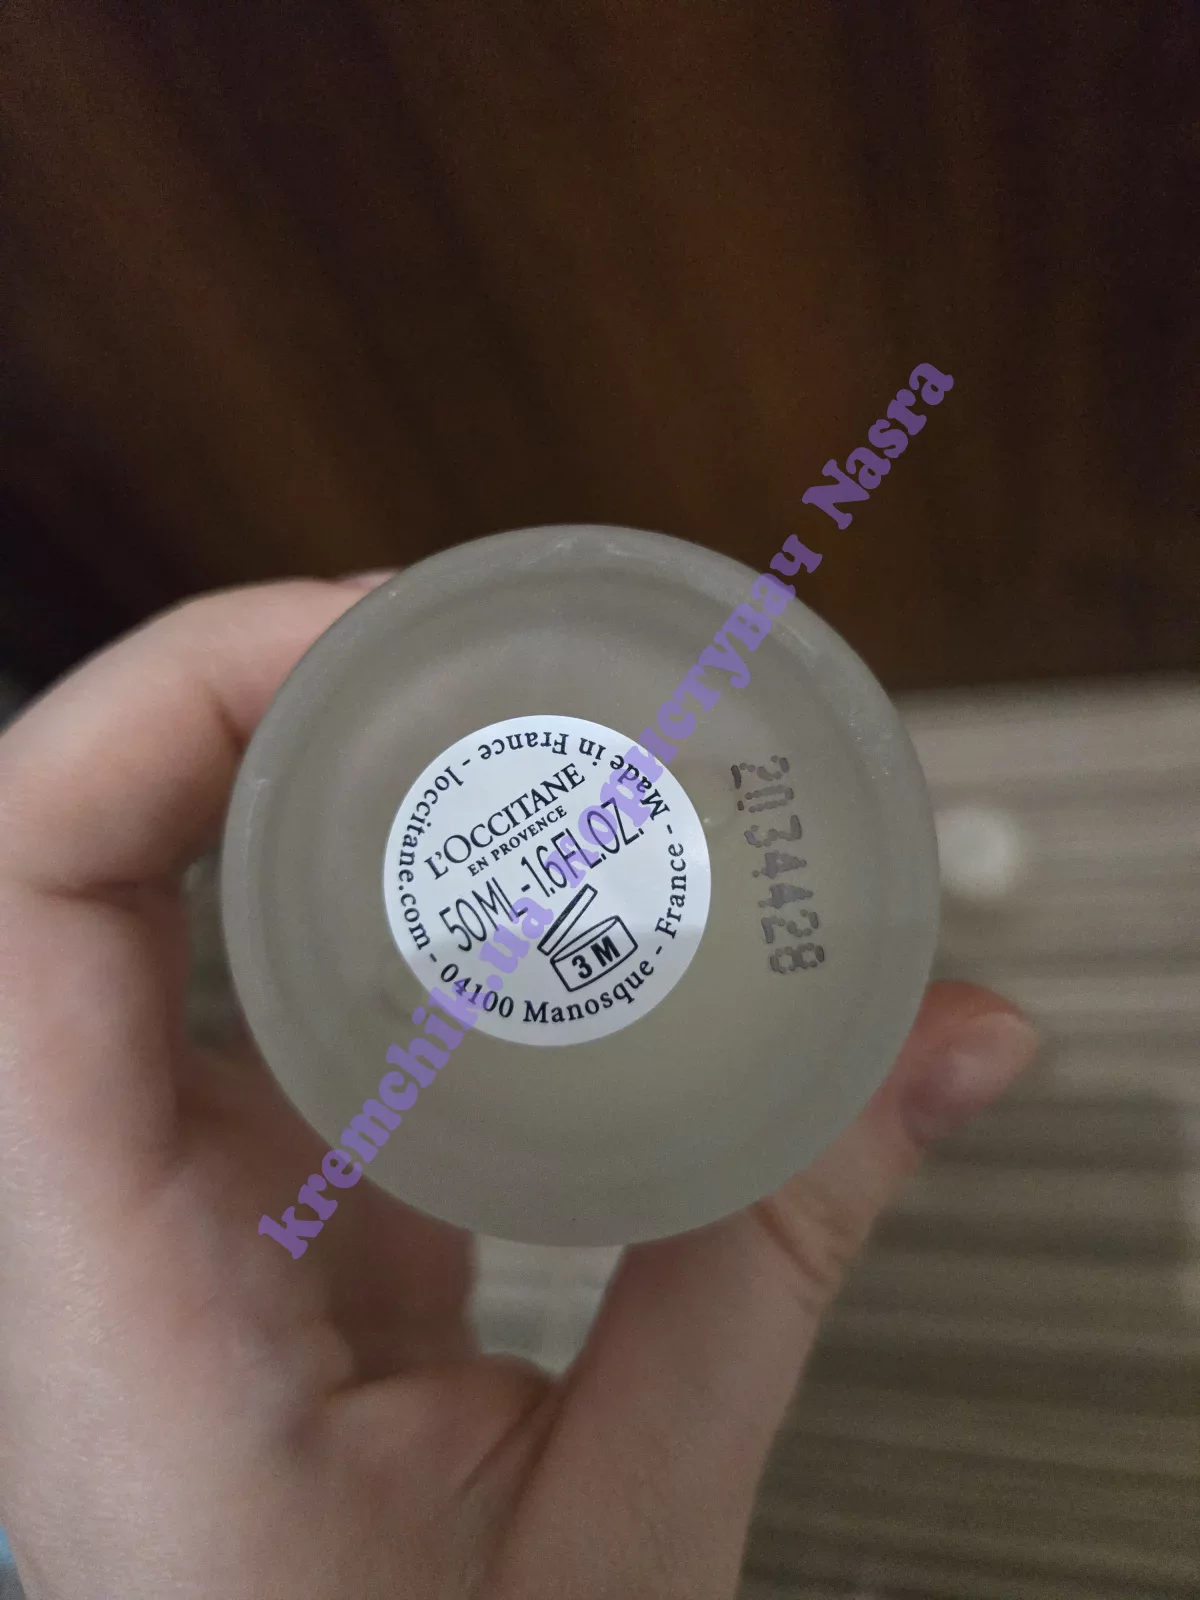 L'OCCITANE
EN PROVENCE
50ML - 1.6FL.OZ.
3 M
loccitane.com - 04100 Manosque - France - Made in France -
20344428
kremchik.ua користувач Nasra